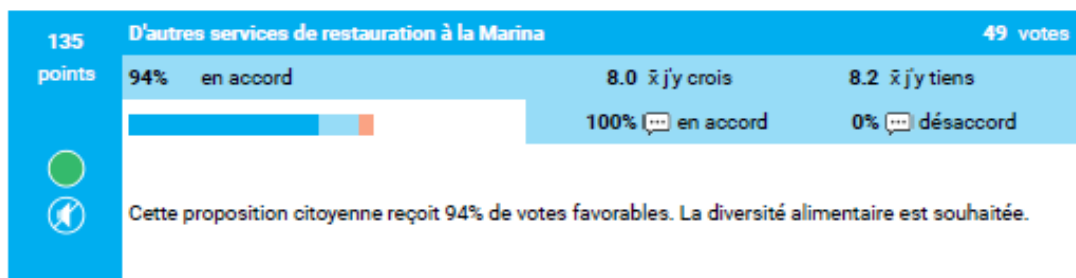 135 points
D'autres services de restauration à la Marina 49 votes
94% en accord 8.0 x̄ j'y crois 8.2 x̄ j'y tiens
100% en accord 0% désaccord
Cette proposition citoyenne reçoit 94% de votes favorables. La diversité alimentaire est souhaitée.